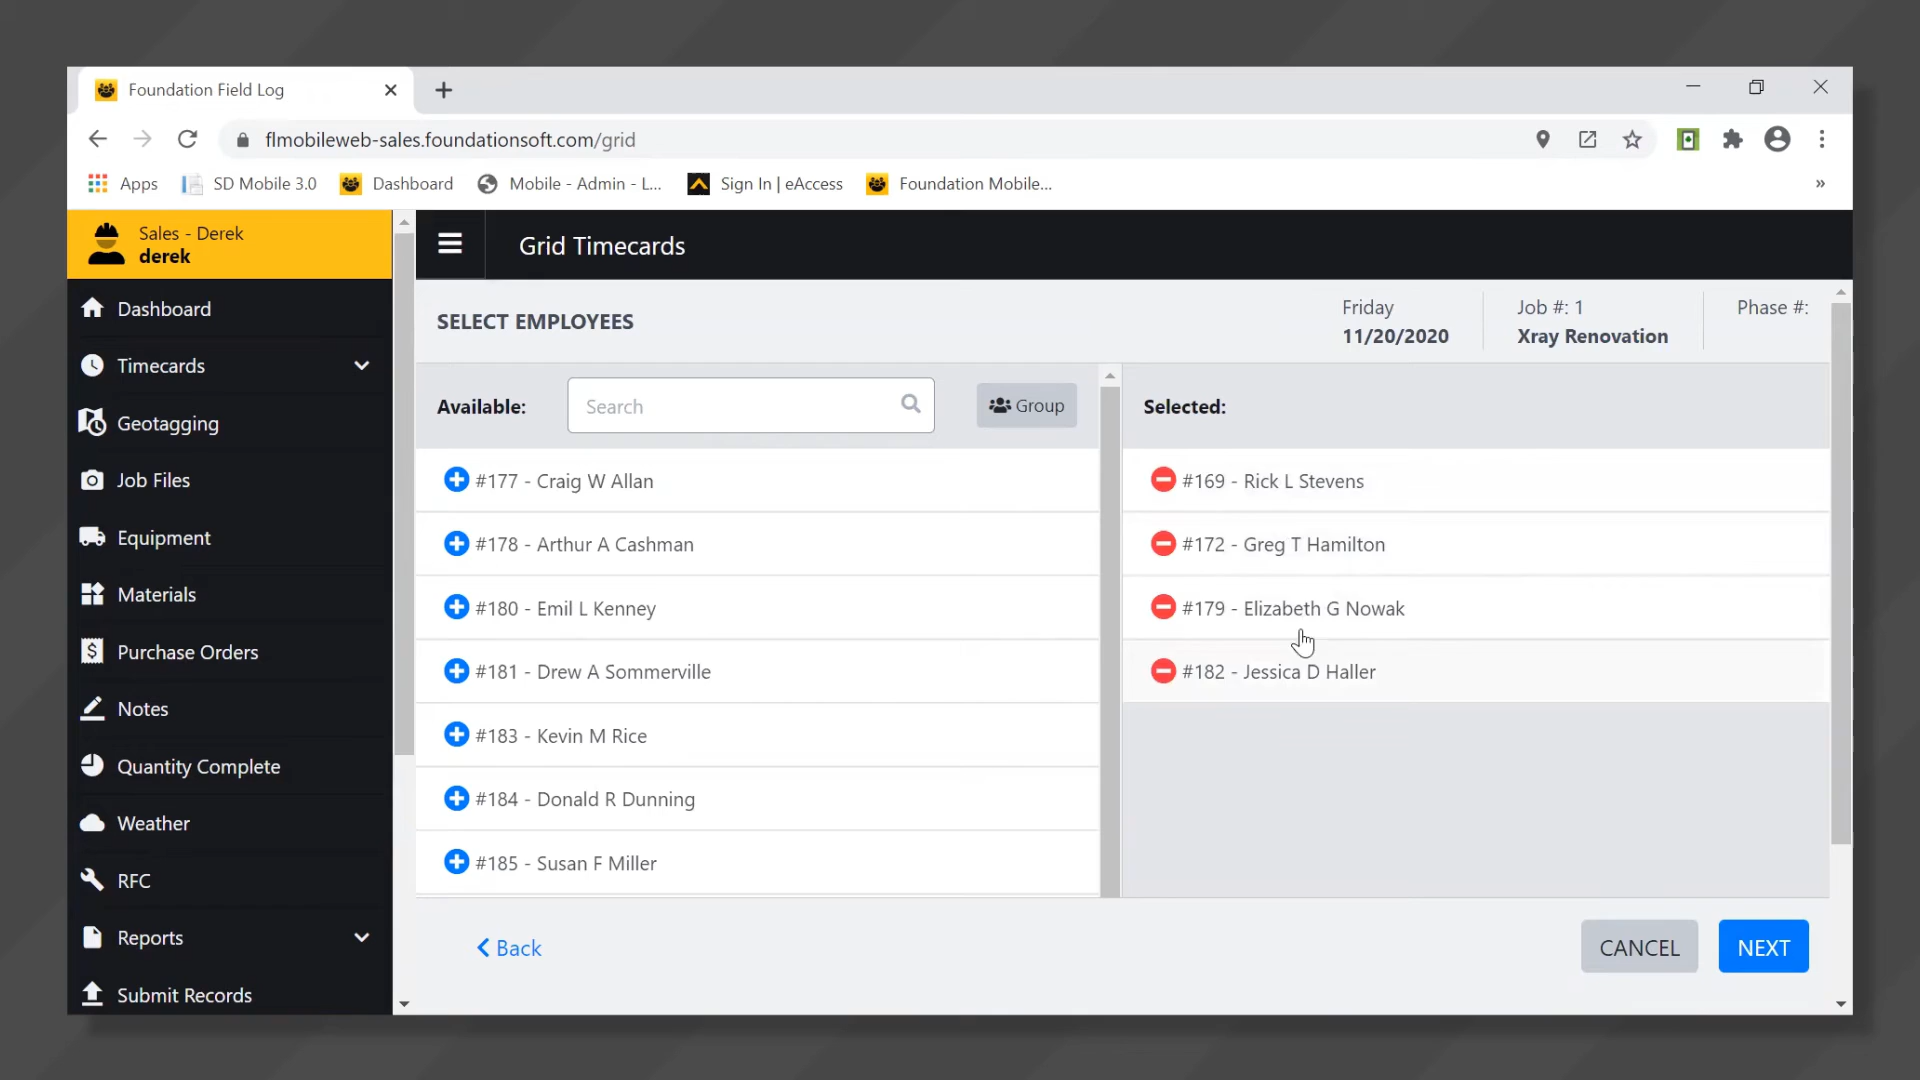 Foundation Field Log
flmobileweb-sales.foundationsoft.com/grid
Apps
SD Mobile 3.0
Dashboard
Mobile - Admin - L...
Sign In | eAccess
Foundation Mobile...
»
Sales - Derek
derek
Dashboard
Timecards
Geotagging
Job Files
Equipment
Materials
Purchase Orders
Notes
Quantity Complete
Weather
RFC
Reports
Submit Records
Grid Timecards
SELECT EMPLOYEES
Friday
11/20/2020
Job #: 1
Xray Renovation
Phase #:
Available:
Search
Group
#177 - Craig W Allan
#178 - Arthur A Cashman
#180 - Emil L Kenney
#181 - Drew A Sommerville
#183 - Kevin M Rice
#184 - Donald R Dunning
#185 - Susan F Miller
Selected:
#169 - Rick L Stevens
#172 - Greg T Hamilton
#179 - Elizabeth G Nowak
#182 - Jessica D Haller
Back
CANCEL
NEXT